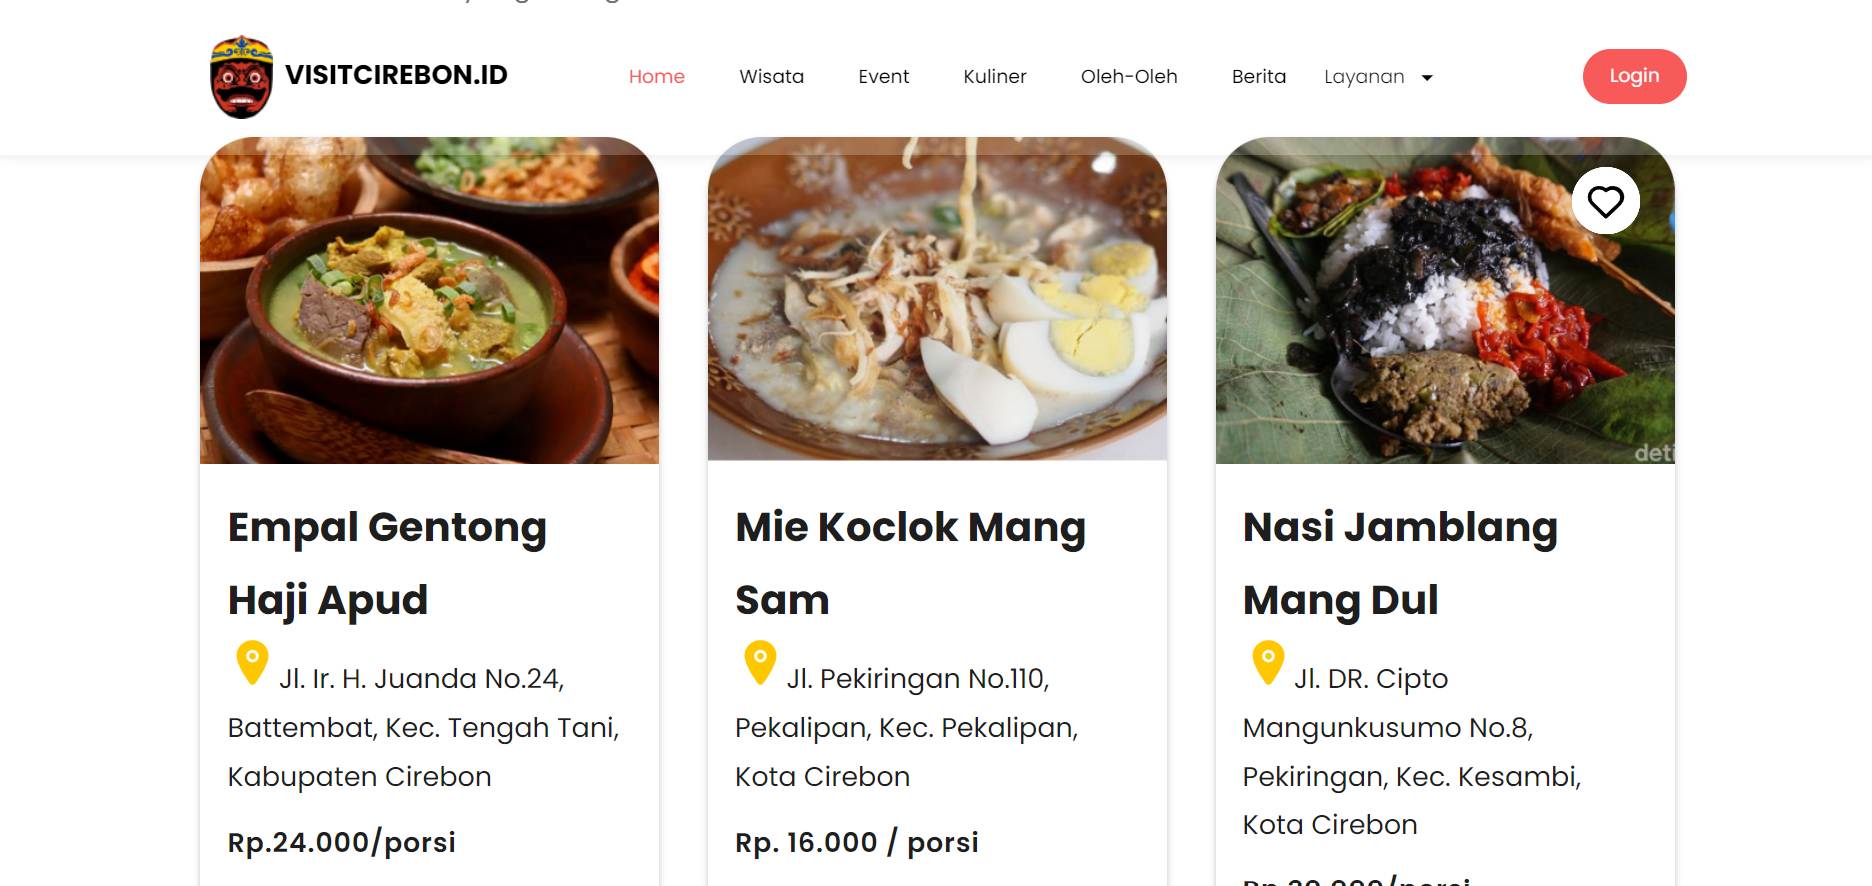 VISITCIREBON.ID
Home
Wisata
Event
Kuliner
Oleh-Oleh
Berita
Layanan
Login
Empal Gentong
Haji Apud
Jl. Ir. H. Juanda No.24,
Battembat, Kec. Tengah Tani,
Kabupaten Cirebon
Rp.24.000/porsi
Mie Koclok Mang
Sam
Jl. Pekiringan No.110,
Pekalipan, Kec. Pekalipan,
Kota Cirebon
Rp. 16.000 / porsi
deti
Nasi Jamblang
Mang Dul
Jl. DR. Cipto
Mangunkusumo No.8,
Pekiringan, Kec. Kesambi,
Kota Cirebon